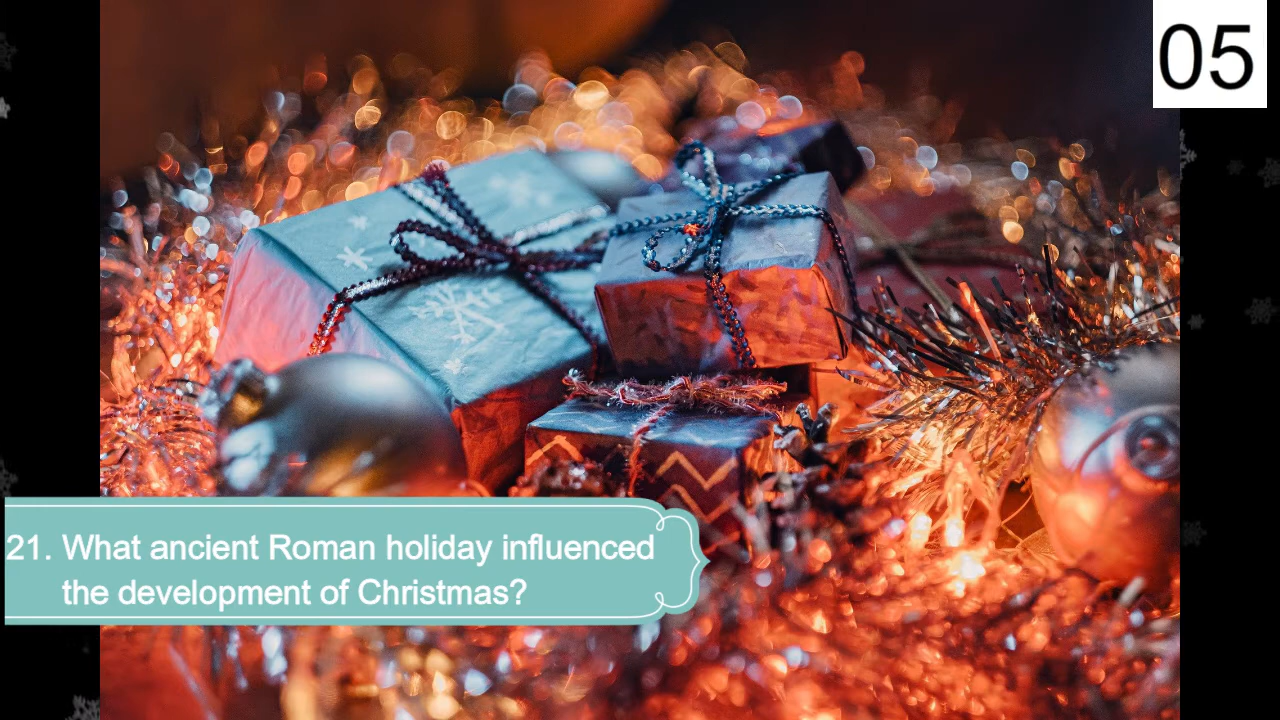 05
21. What ancient Roman holiday influenced
the development of Christmas?